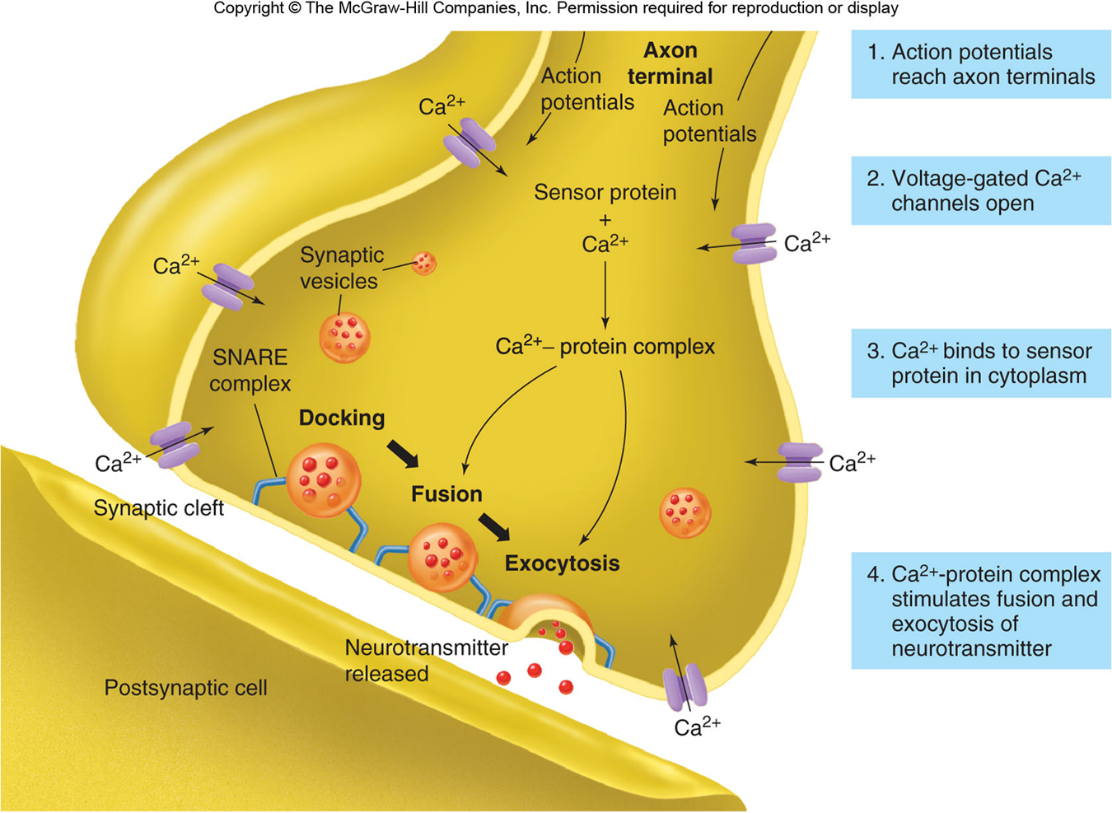 Copyright © The McGraw-Hill Companies, Inc. Permission required for reproduction or display
Axon
terminal
Action
potentials
Action
potentials
Ca2+
Sensor protein
+
Ca2+
Ca2+
Ca2+
Synaptic
vesicles
Ca2+– protein complex
SNARE
complex
Docking
Ca2+
Ca2+
Fusion
Synaptic cleft
Exocytosis
Neurotransmitter
released
Postsynaptic cell
Ca2+
1. Action potentials
reach axon terminals
2. Voltage-gated Ca2+
channels open
3. Ca2+ binds to sensor
protein in cytoplasm
4. Ca2+-protein complex
stimulates fusion and
exocytosis of
neurotransmitter